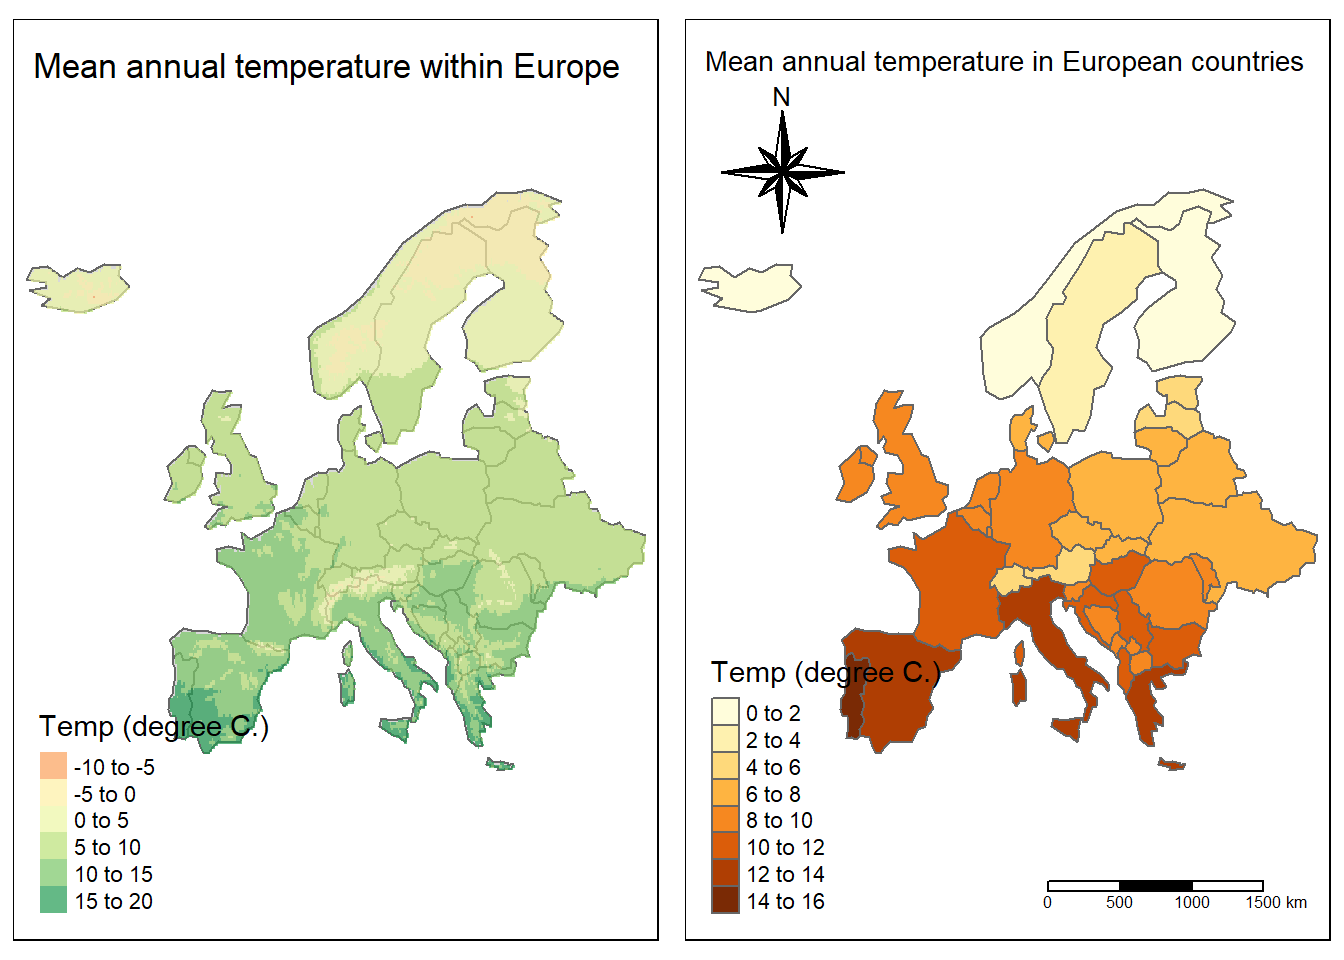 Mean annual temperature within Europe
Temp (degree C.)
-10 to -5
-5 to 0
0 to 5
5 to 10
10 to 15
15 to 20
Mean annual temperature in European countries
N
Temp (degree C.)
0 to 2
2 to 4
4 to 6
6 to 8
8 to 10
10 to 12
12 to 14
14 to 16
0 500 1000 1500 km